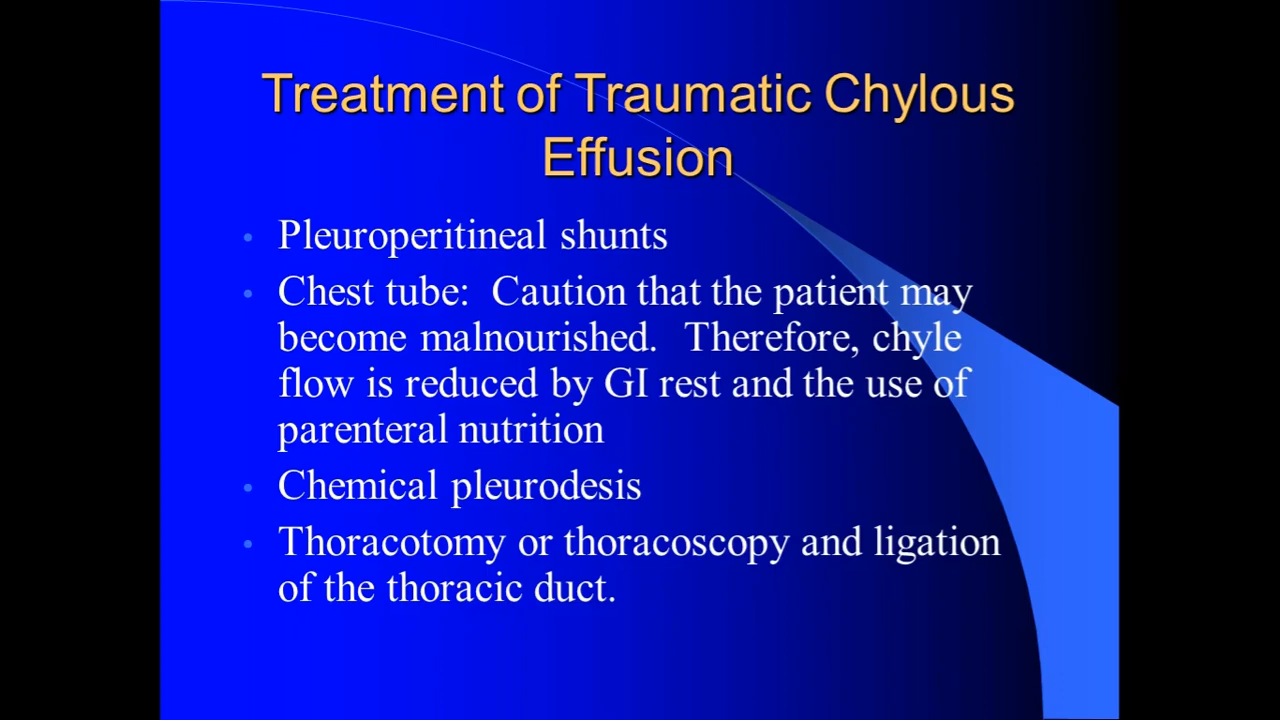 Treatment of Traumatic Chylous
Effusion
• Pleuroperitineal shunts
• Chest tube:  Caution that the patient may
become malnourished.  Therefore, chyle
flow is reduced by GI rest and the use of
parenteral nutrition
• Chemical pleurodesis
• Thoracotomy or thoracoscopy and ligation
of the thoracic duct.